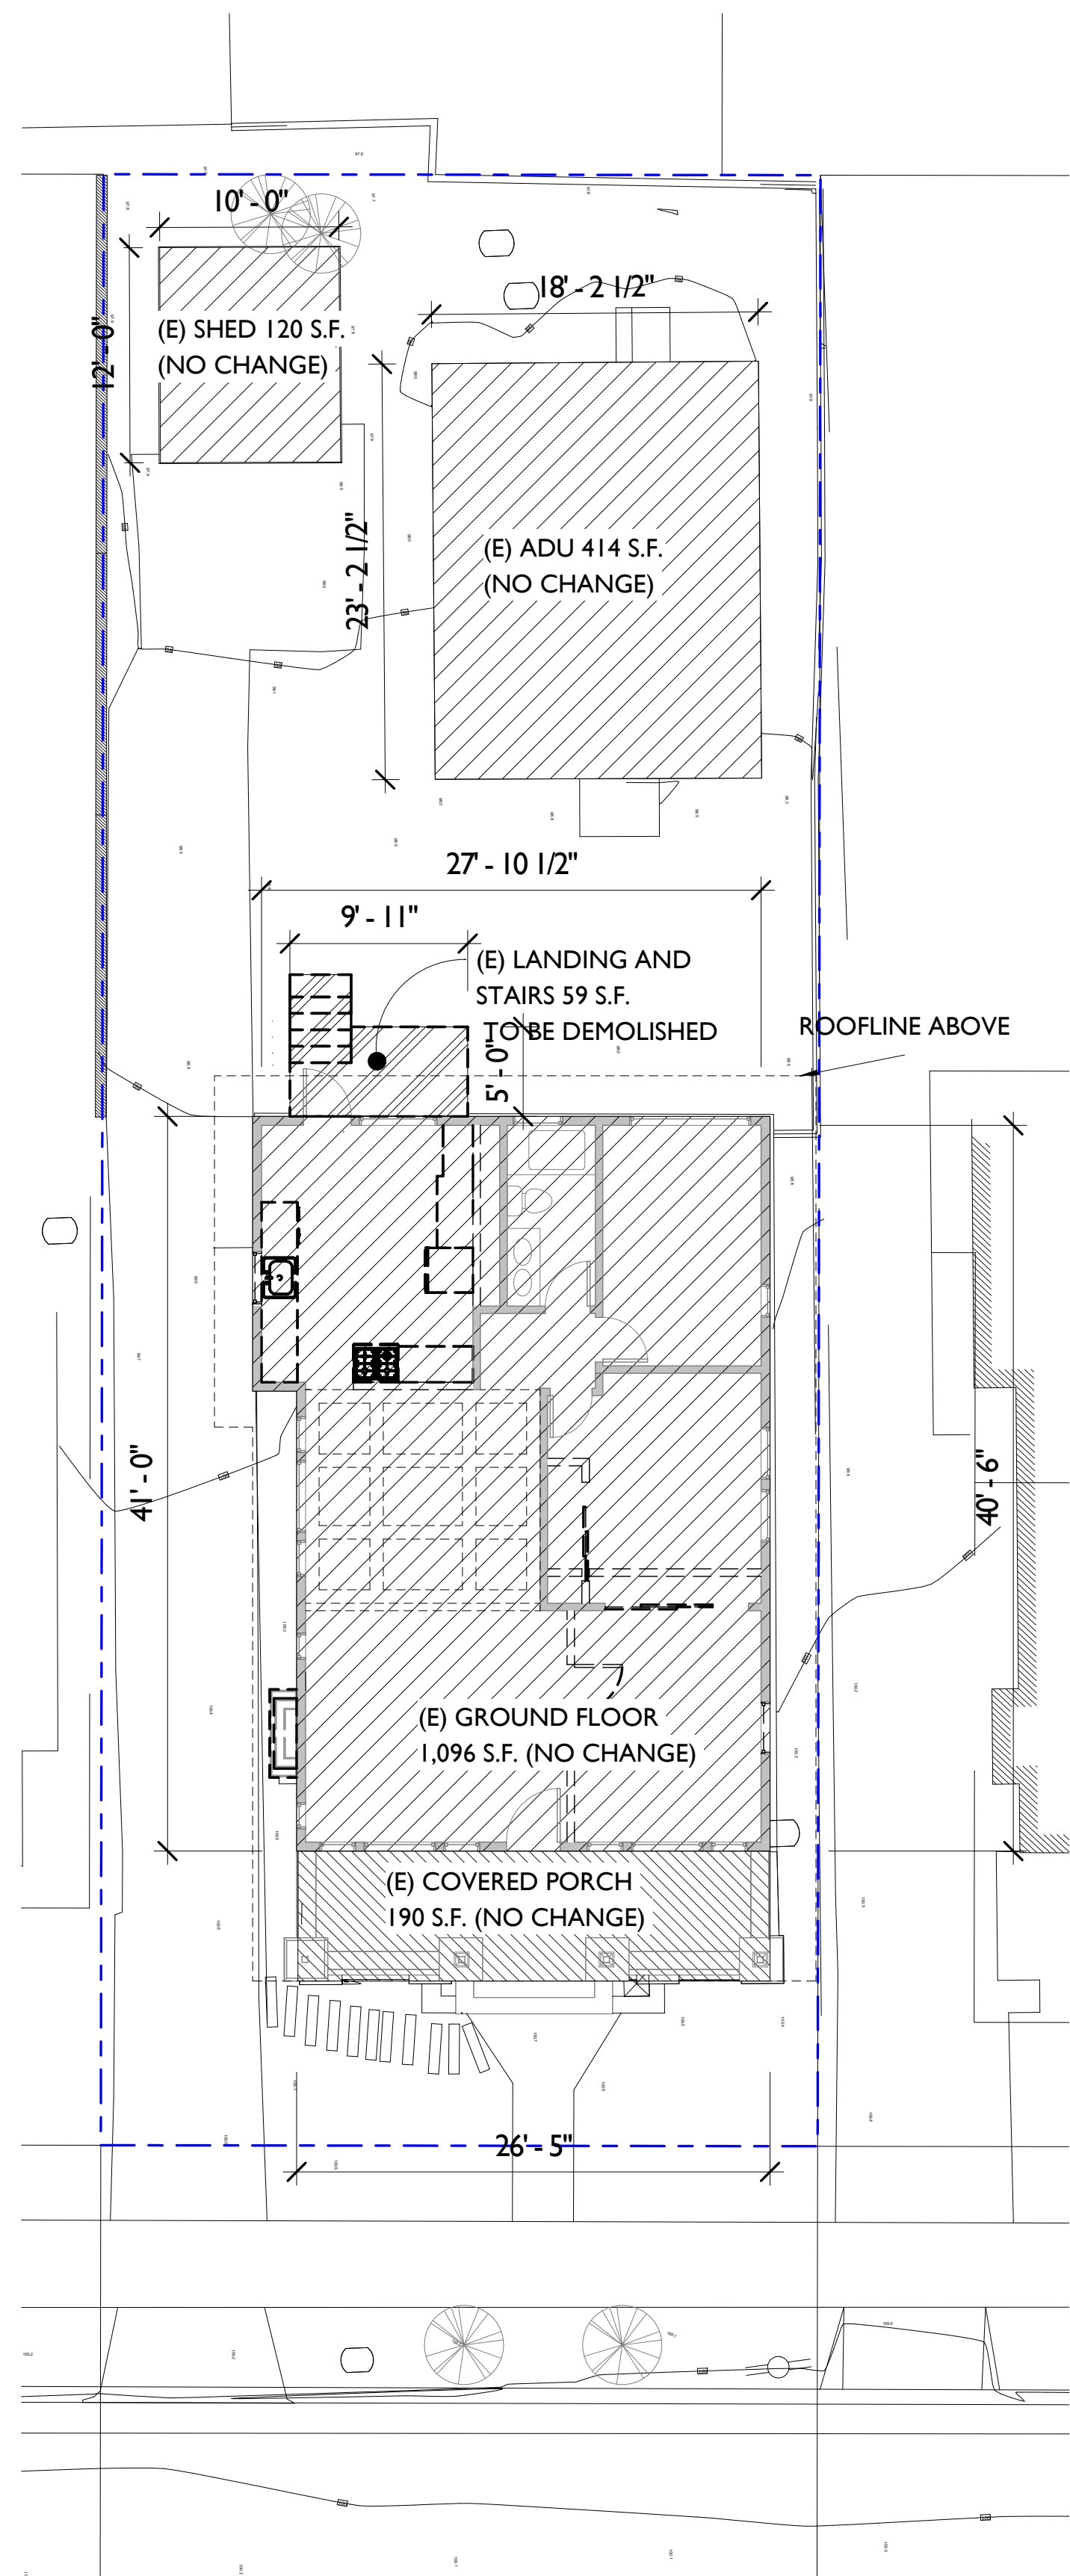 10' - 0"
18' - 2 1/2"
(E) SHED 120 S.F.
(NO CHANGE)
12' - 0"
(E) ADU 414 S.F.
(NO CHANGE)
23' - 2 1/2"
27' - 10 1/2"
9' - 11"
(E) LANDING AND
STAIRS 59 S.F.
TO BE DEMOLISHED
ROOFLINE ABOVE
5' - 0"
41' - 0"
40' - 6"
(E) GROUND FLOOR
1,096 S.F. (NO CHANGE)
(E) COVERED PORCH
190 S.F. (NO CHANGE)
26' - 5"